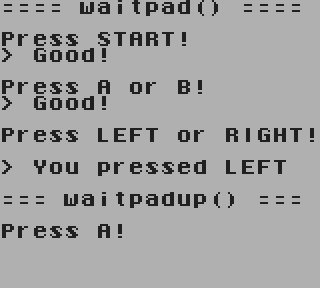 ==== waitpad() ====
Press START!
> Good!
Press A or B!
> Good!
Press LEFT or RIGHT!
> You pressed LEFT
=== waitpadup() ===
Press A!